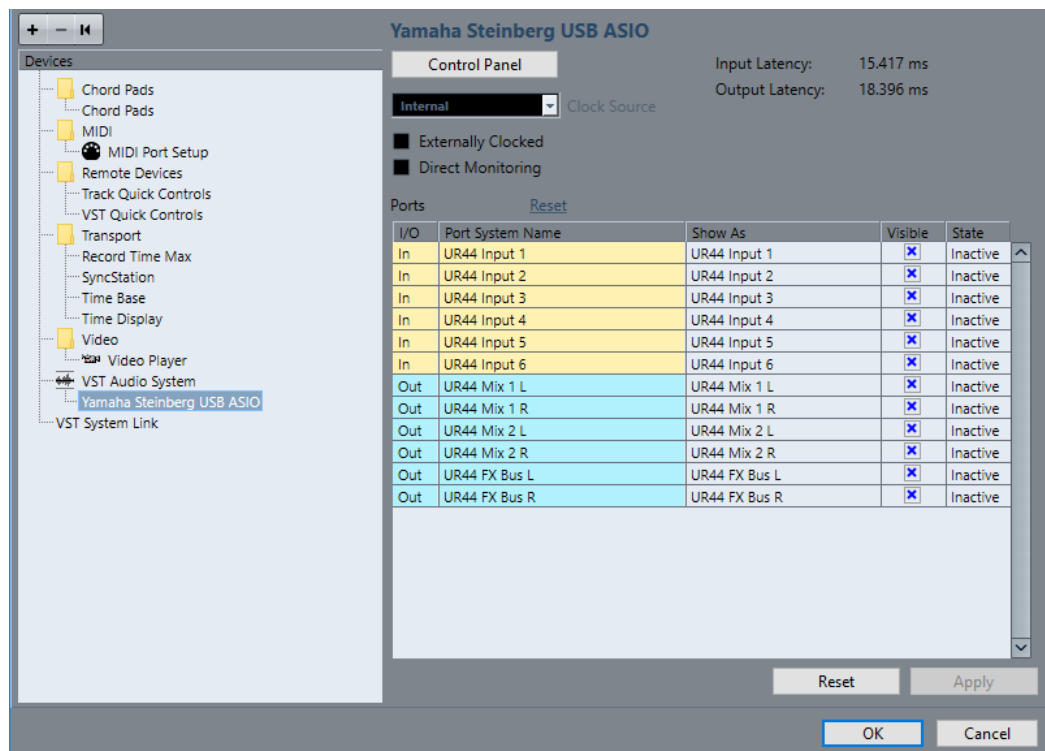 Devices
Chord Pads
Chord Pads
MIDI
MIDI Port Setup
Remote Devices
Track Quick Controls
VST Quick Controls
Transport
Record Time Max
SyncStation
Time Base
Time Display
Video
Video Player
VST Audio System
Yamaha Steinberg USB ASIO
VST System Link
Yamaha Steinberg USB ASIO
Control Panel
Input Latency: 15.417 ms
Output Latency: 18.396 ms
Internal Clock Source
Externally Clocked
Direct Monitoring
Ports Reset
I/O Port System Name Show As Visible State
In UR44 Input 1 UR44 Input 1 Inactive
In UR44 Input 2 UR44 Input 2 Inactive
In UR44 Input 3 UR44 Input 3 Inactive
In UR44 Input 4 UR44 Input 4 Inactive
In UR44 Input 5 UR44 Input 5 Inactive
In UR44 Input 6 UR44 Input 6 Inactive
Out UR44 Mix 1 L UR44 Mix 1 L Inactive
Out UR44 Mix 1 R UR44 Mix 1 R Inactive
Out UR44 Mix 2 L UR44 Mix 2 L Inactive
Out UR44 Mix 2 R UR44 Mix 2 R Inactive
Out UR44 FX Bus L UR44 FX Bus L Inactive
Out UR44 FX Bus R UR44 FX Bus R Inactive
Reset Apply
OK Cancel